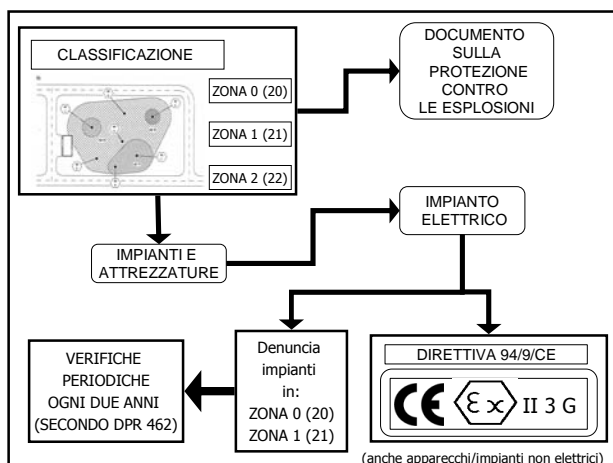 CLASSIFICAZIONE
ZONA 0 (20)
ZONA 1 (21)
ZONA 2 (22)
DOCUMENTO
SULLA
PROTEZIONE
CONTRO
LE ESPLOSIONI
IMPIANTI E
ATTREZZATURE
IMPIANTO
ELETTRICO
VERIFICHE
PERIODICHE
OGNI DUE ANNI
(SECONDO DPR 462)
Denuncia
impianti
in:
ZONA 0 (20)
ZONA 1 (21)
DIRETTIVA 94/9/CE
CE Ex II 3 G
(anche apparecchi/impianti non elettrici)